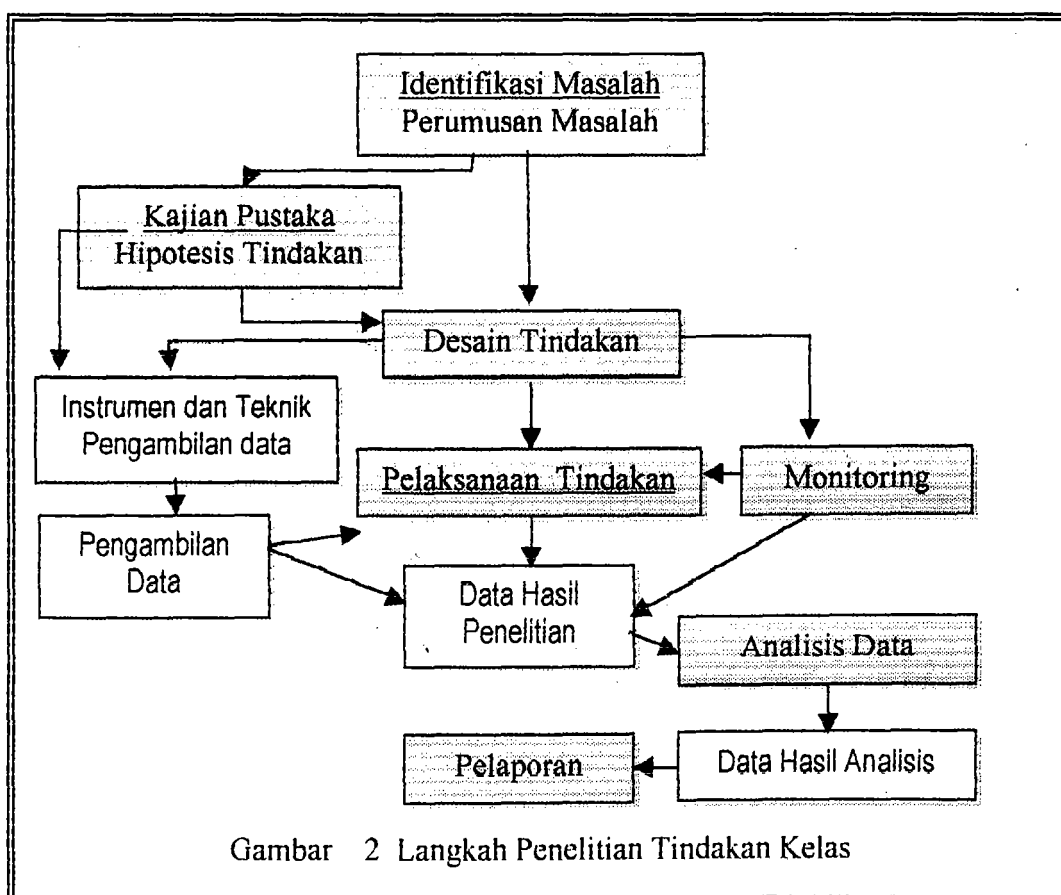 Identifikasi Masalah
Perumusan Masalah
Kajian Pustaka
Hipotesis Tindakan
Desain Tindakan
Instrumen dan Teknik
Pengambilan data
Pelaksanaan Tindakan
Monitoring
Pengambilan
Data
Data Hasil
Penelitian
Analisis Data
Data Hasil Analisis
Pelaporan
Gambar 2 Langkah Penelitian Tindakan Kelas